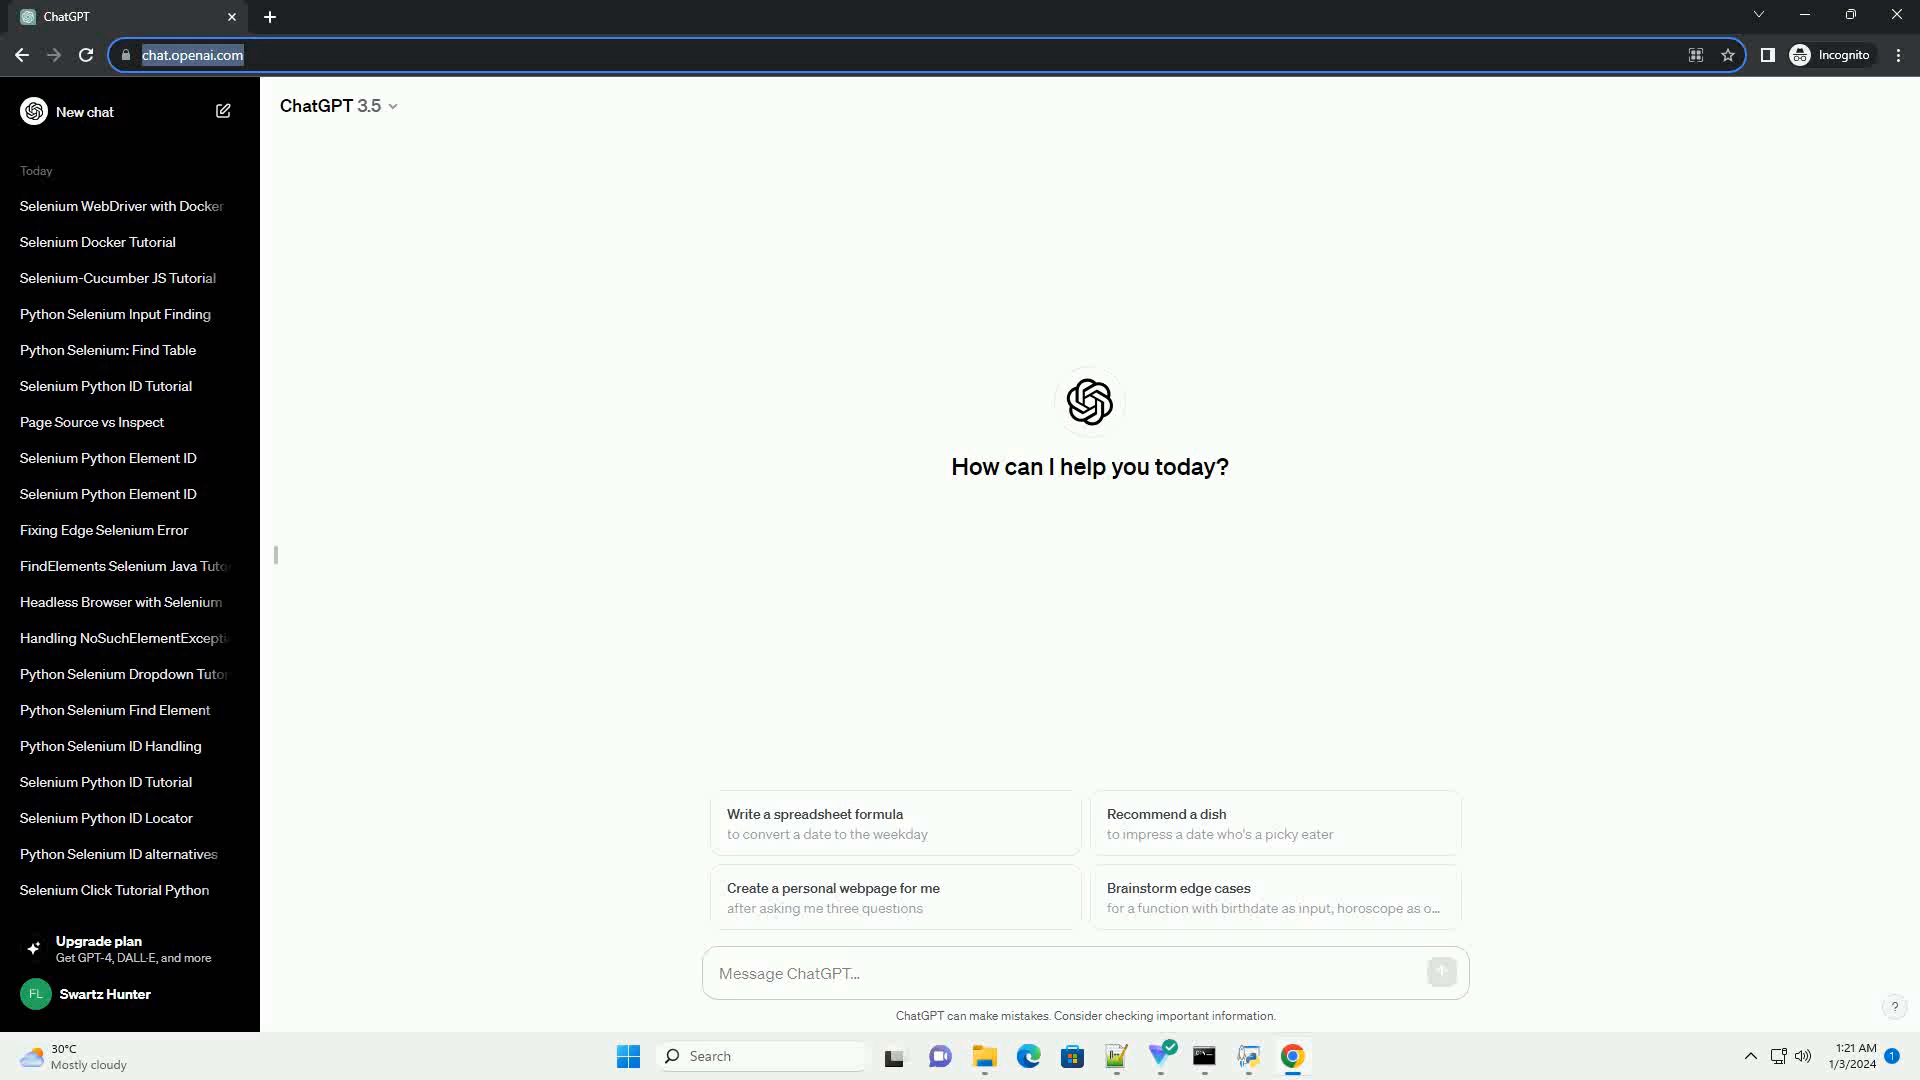 ChatGPT
chat.openai.com
Incognito
New chat
Today
Selenium WebDriver with Docker
Selenium Docker Tutorial
Selenium-Cucumber JS Tutorial
Python Selenium Input Finding
Python Selenium: Find Table
Selenium Python ID Tutorial
Page Source vs Inspect
Selenium Python Element ID
Selenium Python Element ID
Fixing Edge Selenium Error
FindElements Selenium Java Tuto
Headless Browser with Selenium
Handling NoSuchElementExcepti
Python Selenium Dropdown Tutor
Python Selenium Find Element
Python Selenium ID Handling
Selenium Python ID Tutorial
Selenium Python ID Locator
Python Selenium ID alternatives
Selenium Click Tutorial Python
Upgrade plan
Get GPT-4, DALL·E, and more
FL
Swartz Hunter
ChatGPT 3.5
How can I help you today?
Write a spreadsheet formula
to convert a date to the weekday
Recommend a dish
to impress a date who's a picky eater
Create a personal webpage for me
after asking me three questions
Brainstorm edge cases
for a function with birthdate as input, horoscope as o...
Message ChatGPT...
ChatGPT can make mistakes. Consider checking important information.
?
30°C
Mostly cloudy
Search
1:21 AM
1/3/2024
1